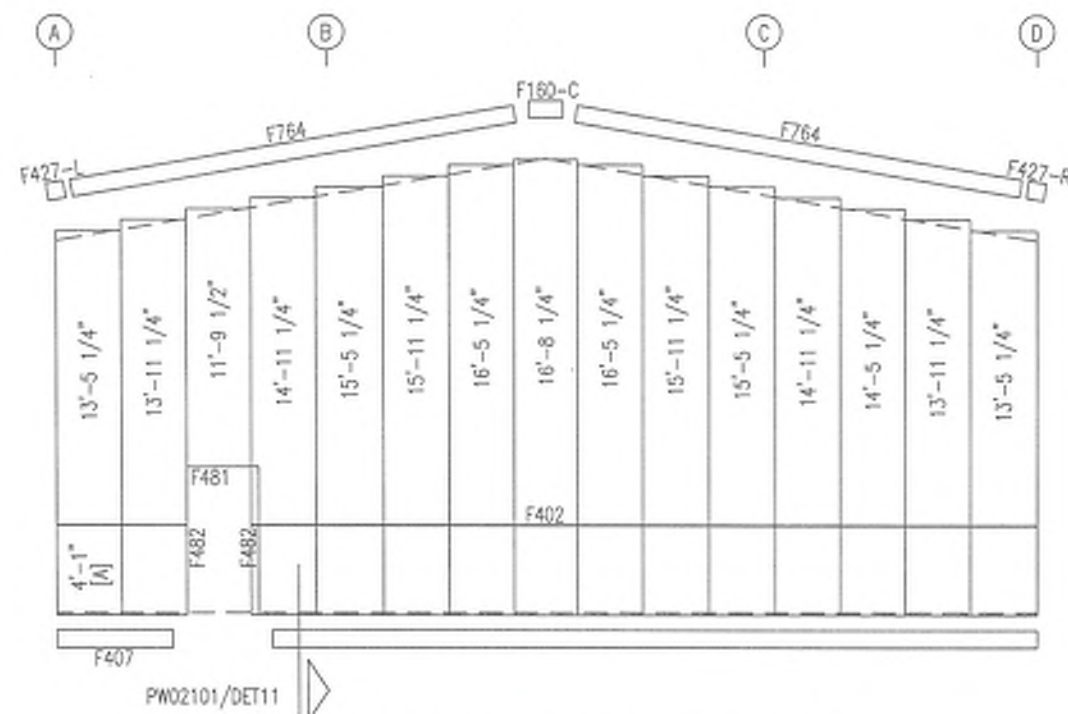 A
B
C
D
F160-C
F764
F764
F427-L
F427-R
13'-5 1/4"
13'-11 1/4"
11'-9 1/2"
14'-11 1/4"
15'-5 1/4"
15'-11 1/4"
16'-5 1/4"
16'-8 1/4"
16'-5 1/4"
15'-11 1/4"
15'-5 1/4"
14'-11 1/4"
14'-5 1/4"
13'-11 1/4"
13'-5 1/4"
F481
F402
F482
F482
4'-1"
[A]
F407
PW02101/DET11